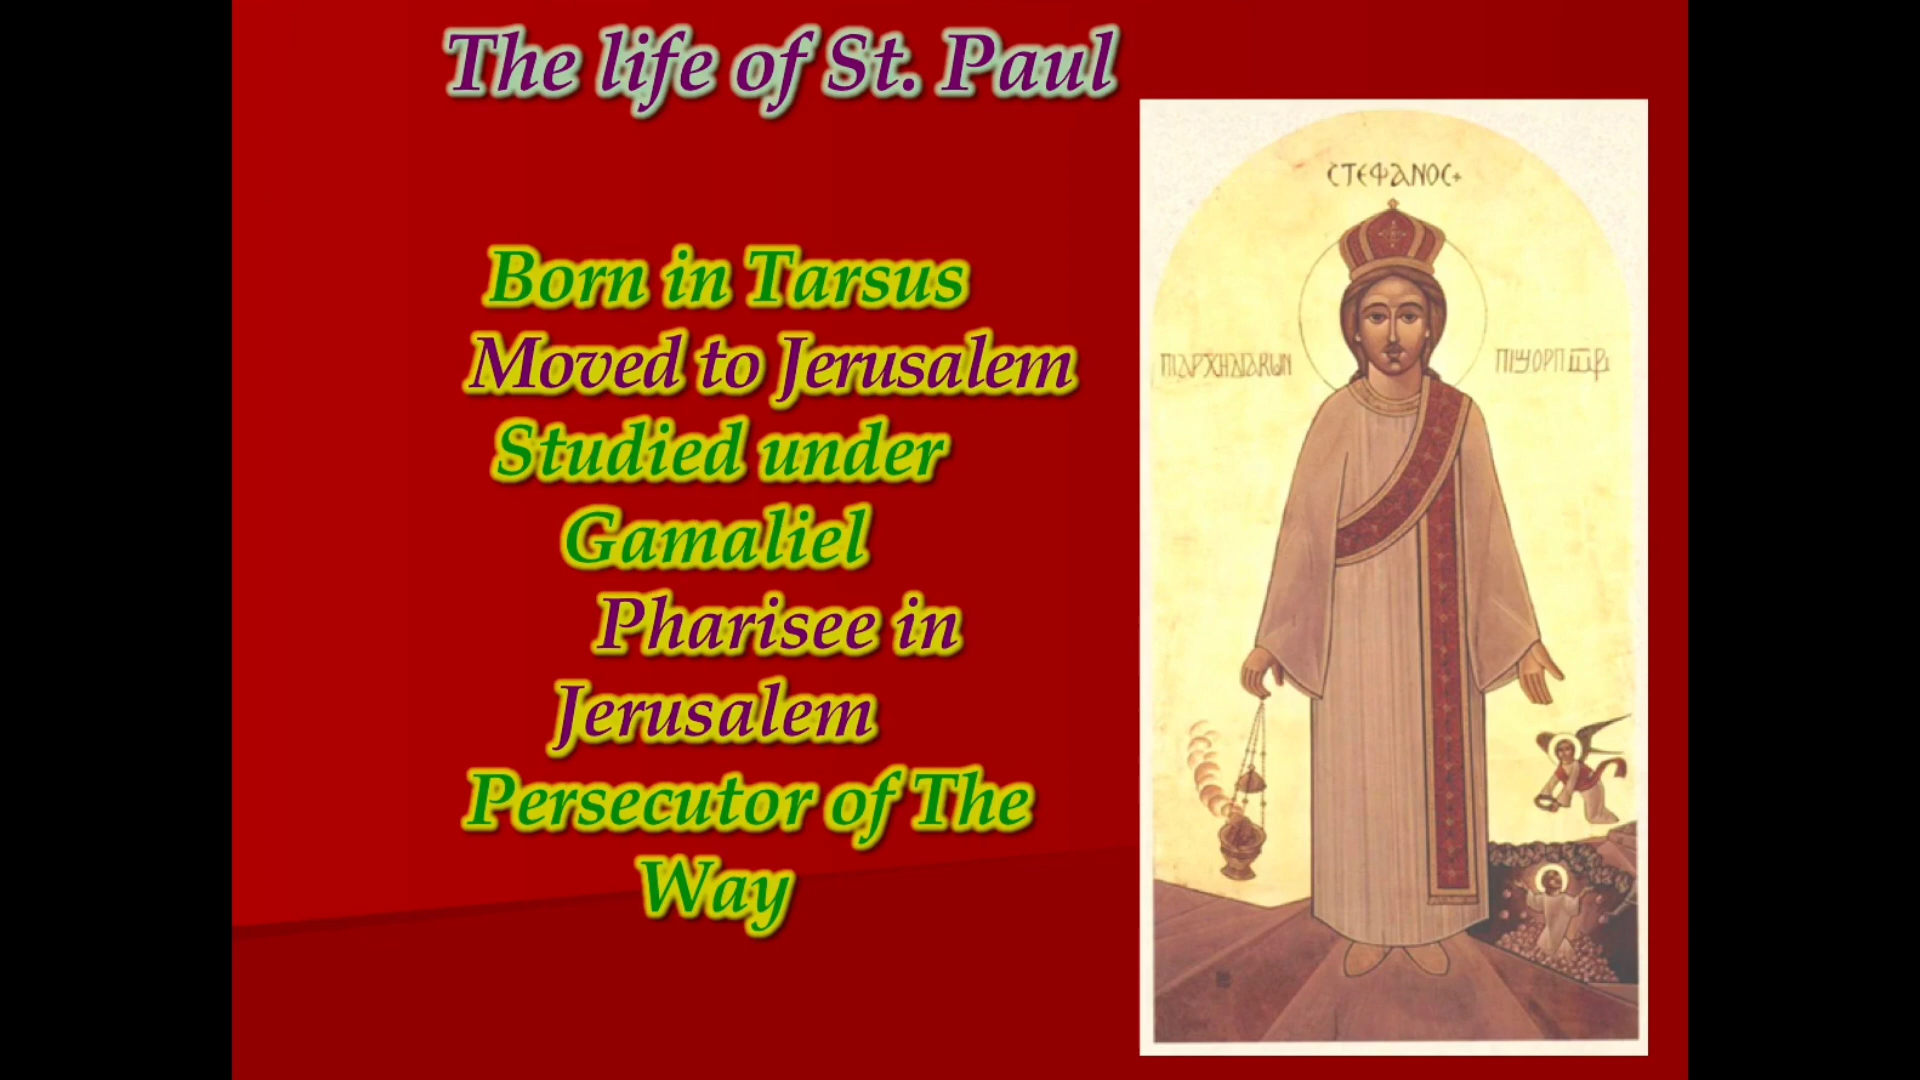 The life of St. Paul
Born in Tarsus
Moved to Jerusalem
Studied under
Gamaliel
Pharisee in
Jerusalem
Persecutor of The
Way
ⲤⲦⲈⲪⲀⲚⲞⲤ+
ⲠⲒⲀⲢⲬⲎⲆⲒⲀⲔⲰⲚ